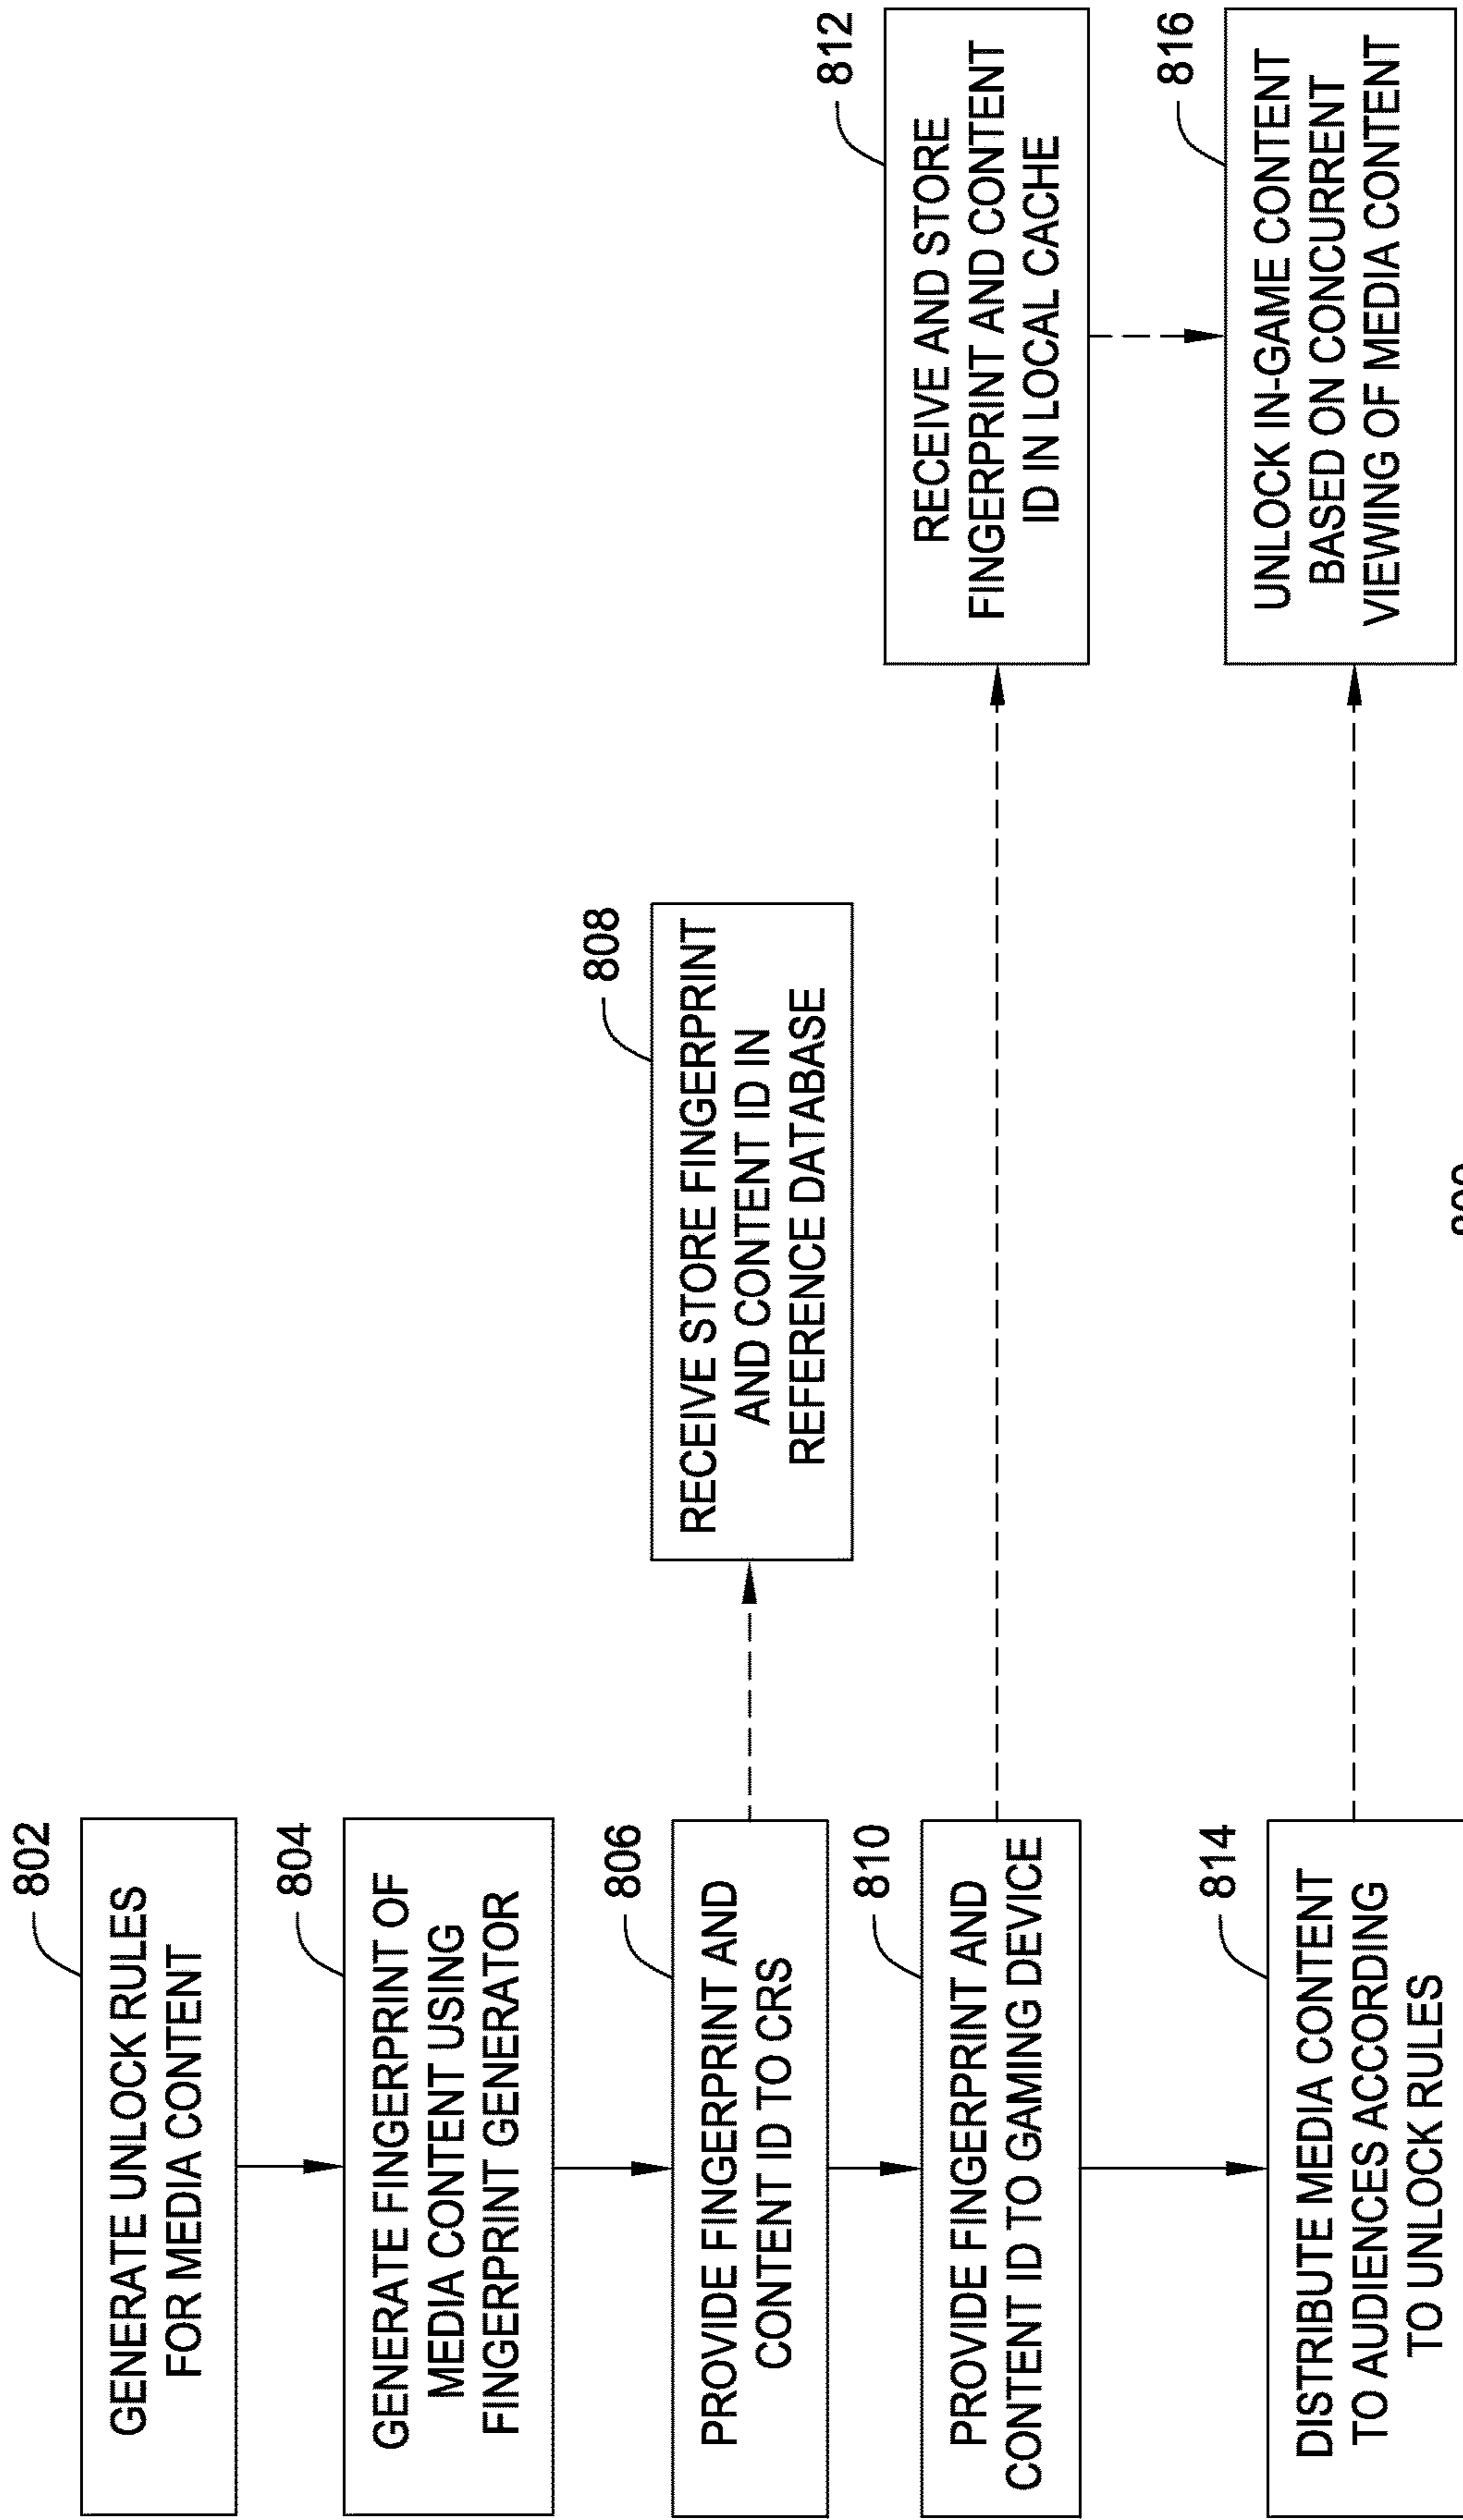 802
GENERATE UNLOCK RULES
FOR MEDIA CONTENT
804
GENERATE FINGERPRINT OF
MEDIA CONTENT USING
FINGERPRINT GENERATOR
806
PROVIDE FINGERPRINT AND
CONTENT ID TO CRS
808
RECEIVE STORE FINGERPRINT
AND CONTENT ID IN
REFERENCE DATABASE
810
PROVIDE FINGERPRINT AND
CONTENT ID TO GAMING DEVICE
812
RECEIVE AND STORE
FINGERPRINT AND CONTENT
ID IN LOCAL CACHE
814
DISTRIBUTE MEDIA CONTENT
TO AUDIENCES ACCORDING
TO UNLOCK RULES
816
UNLOCK IN-GAME CONTENT
BASED ON CONCURRENT
VIEWING OF MEDIA CONTENT